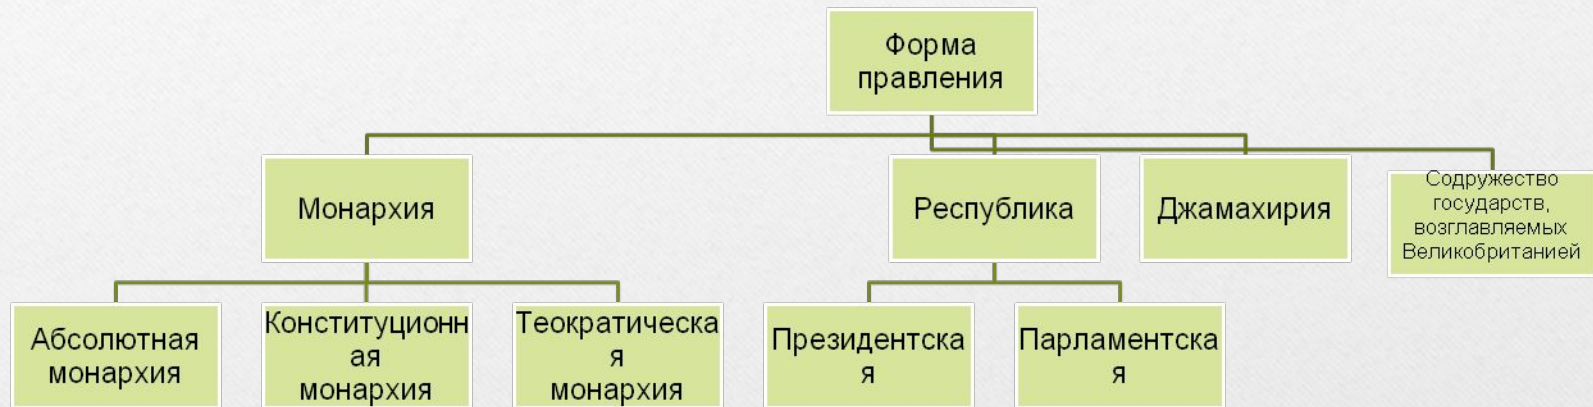 Форма
правления
Монархия
Республика
Джамахирия
Содружество
государств,
возглавляемых
Великобританией
Абсолютная
монархия
Конституционн
ая
монархия
Теократическа
я
монархия
Президентска
я
Парламентска
я